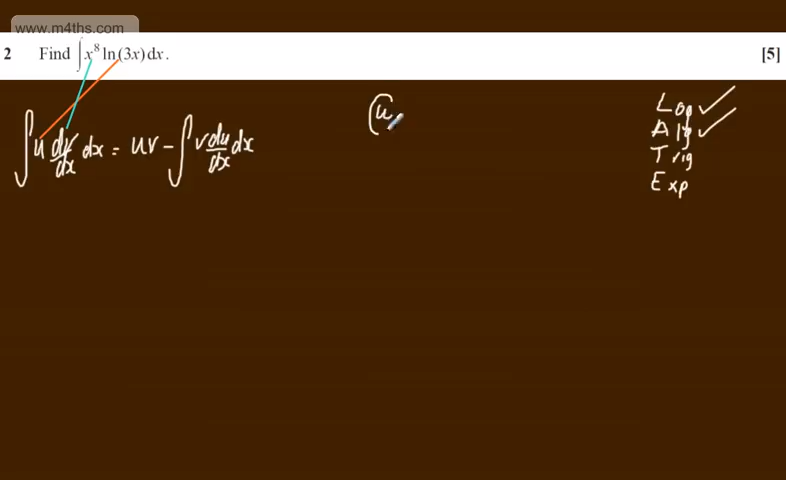 www.m4ths.com
2 Find ∫x⁸ ln(3x) dx. [5]
∫u dv/dx dx = uv - ∫v du/dx dx
(u
Log ✓
Alg ✓
Trig
Exp